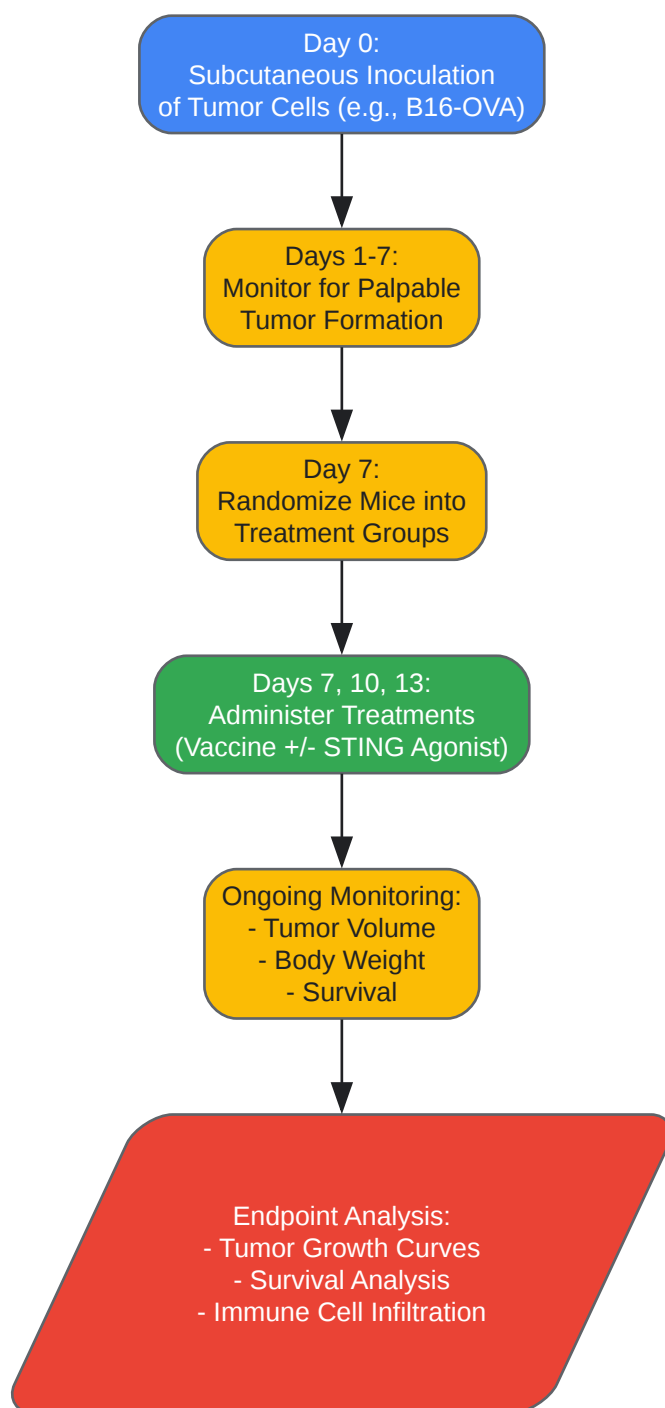 Day 0:
Subcutaneous Inoculation
of Tumor Cells (e.g., B16-OVA)
Days 1-7:
Monitor for Palpable
Tumor Formation
Day 7:
Randomize Mice into
Treatment Groups
Days 7, 10, 13:
Administer Treatments
(Vaccine +/- STING Agonist)
Ongoing Monitoring:
- Tumor Volume
- Body Weight
- Survival
Endpoint Analysis:
- Tumor Growth Curves
- Survival Analysis
- Immune Cell Infiltration